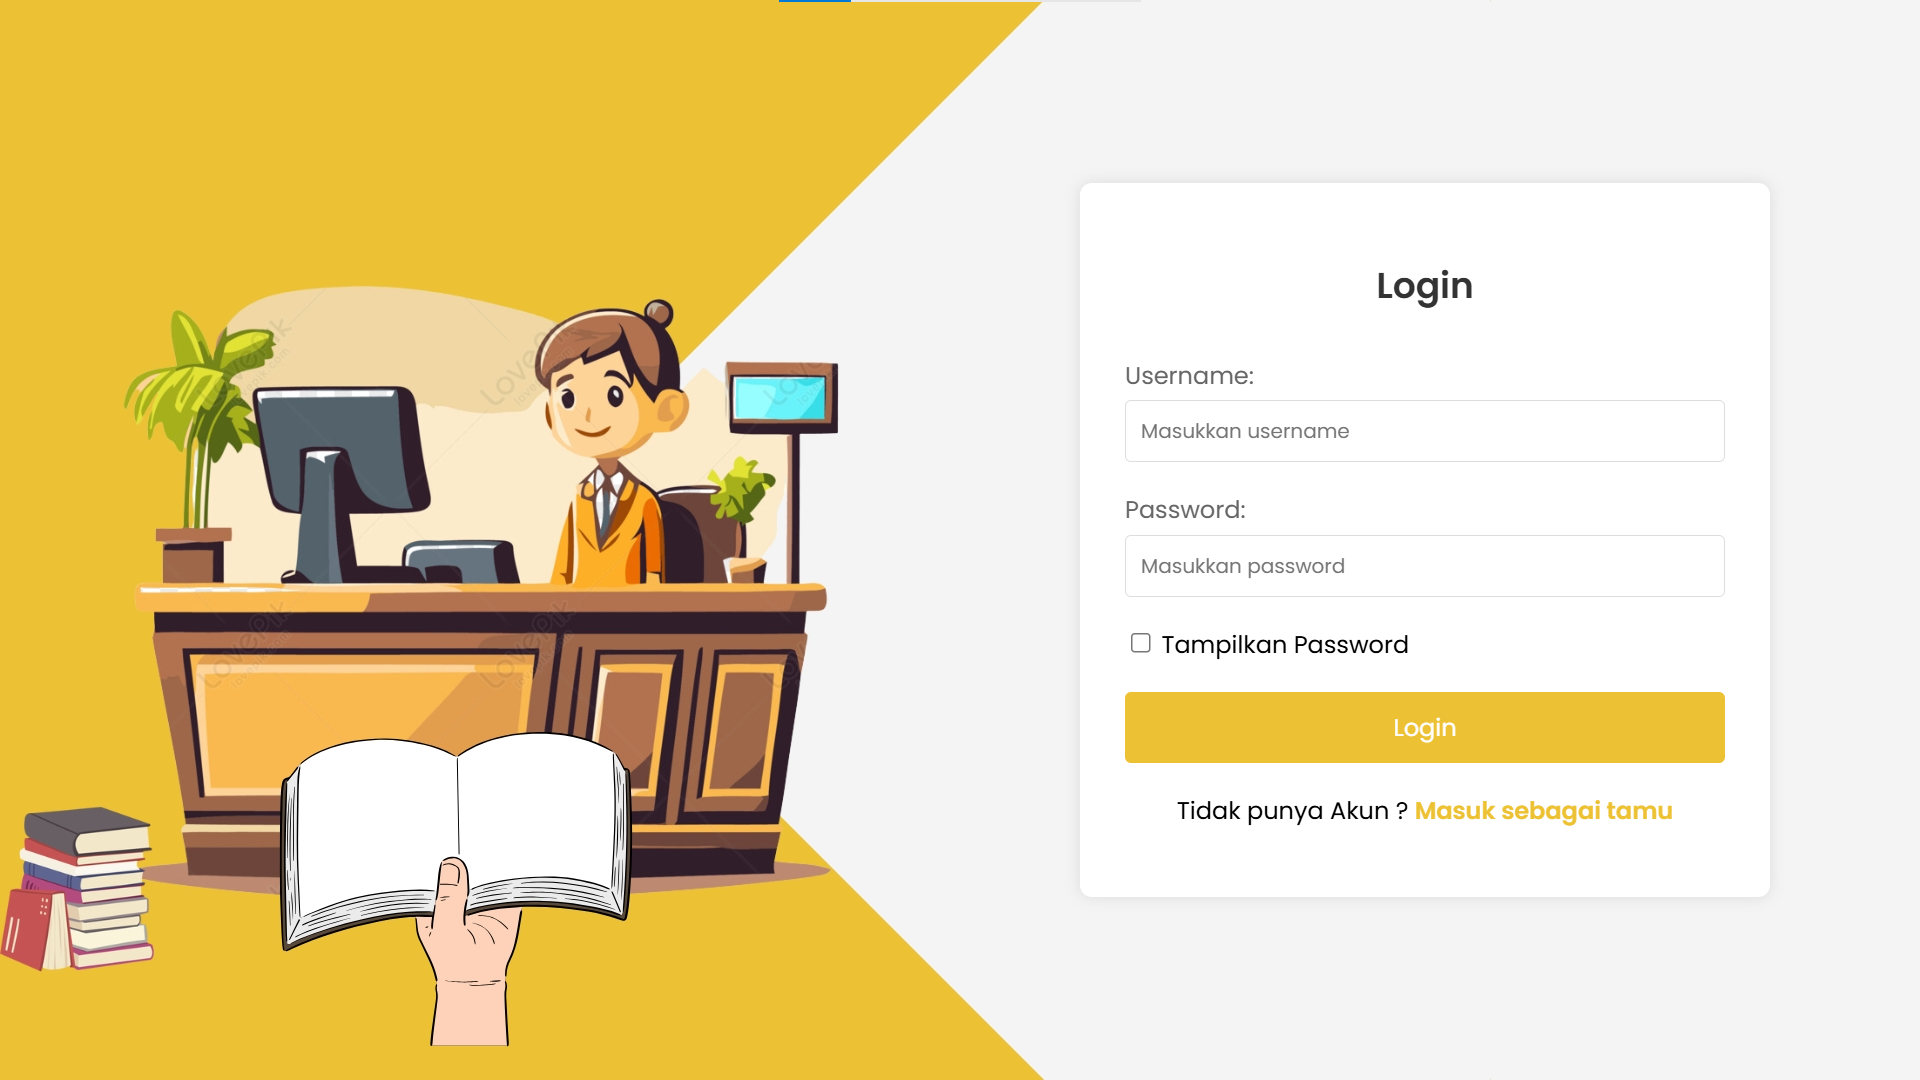 Login
Username:
Masukkan username
Password:
Masukkan password
Tampilkan Password
Login
Tidak punya Akun ? Masuk sebagai tamu